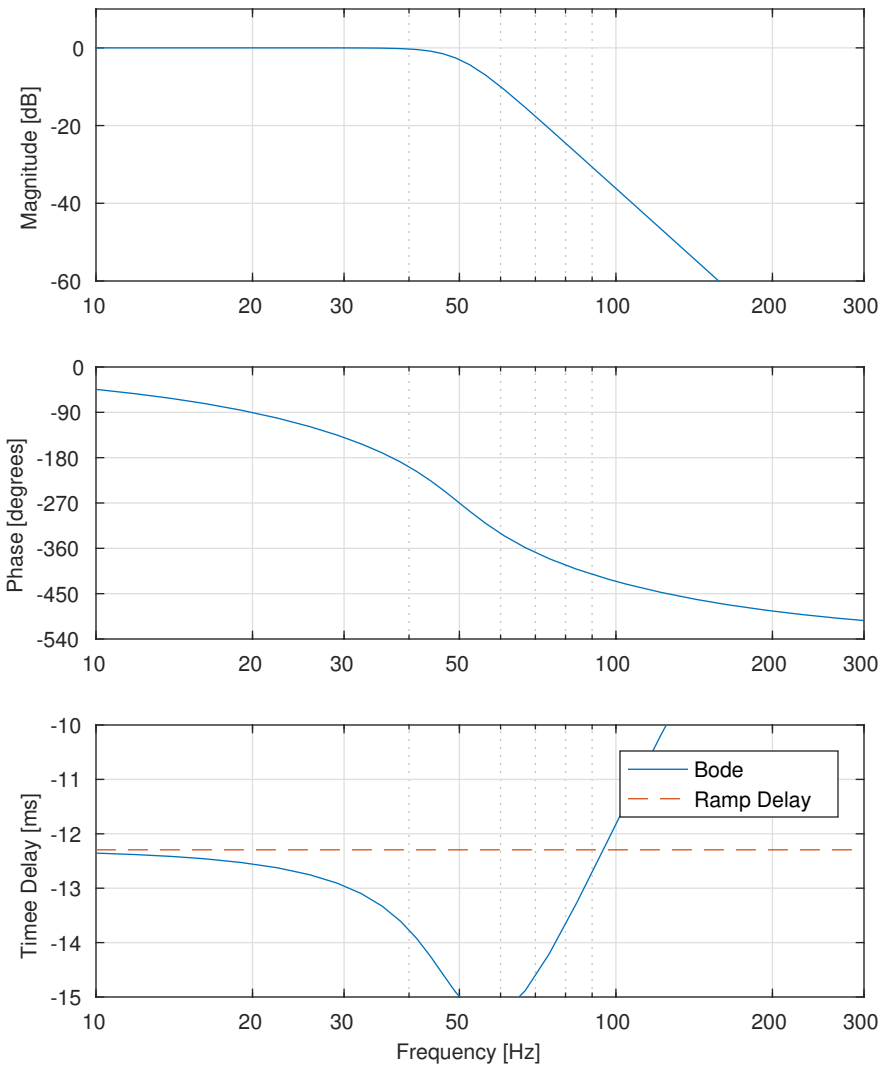 0
-20
-40
-60
Magnitude [dB]
10 20 30 50 100 200 300
0
-90
-180
-270
-360
-450
-540
Phase [degrees]
10 20 30 50 100 200 300
-10
-11
-12
-13
-14
-15
Timee Delay [ms]
Bode
Ramp Delay
10 20 30 50 100 200 300
Frequency [Hz]